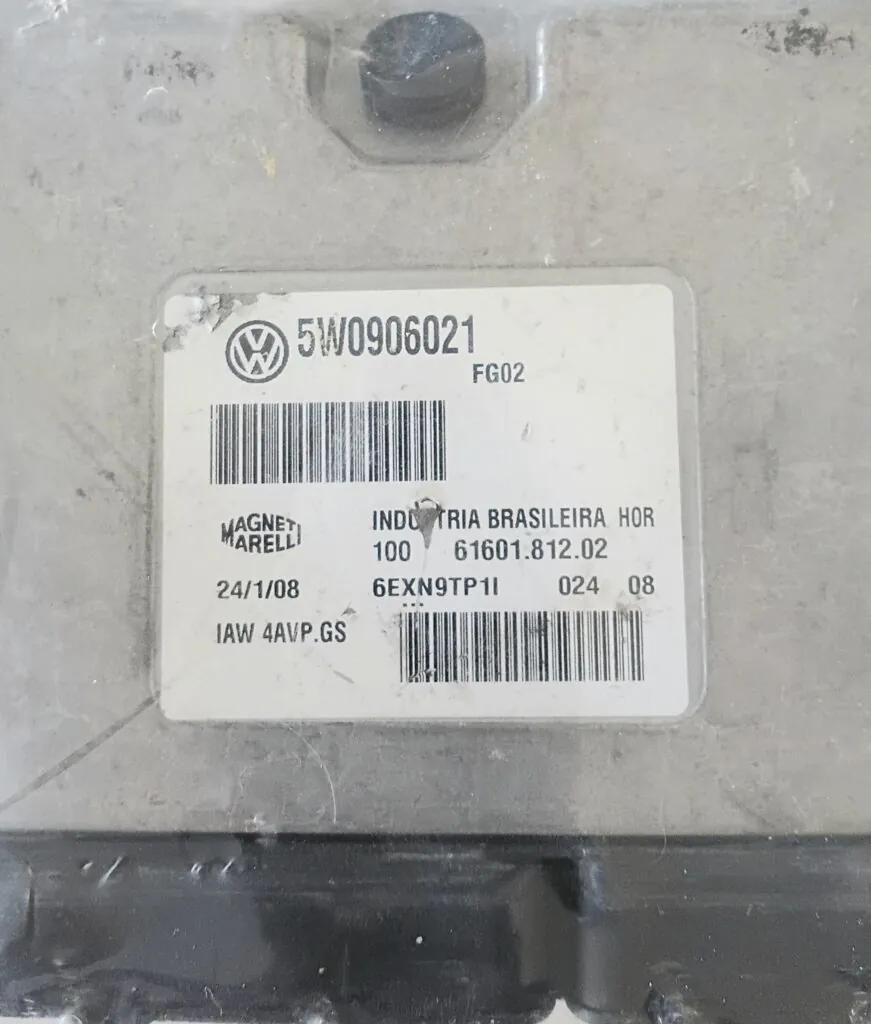 5W0906021
FG02
MAGNETI MARELLI
INDÚSTRIA BRASILEIRA HOR
100 61601.812.02
24/1/08 6EXN9TP1I 024 08
IAW 4AVP.GS